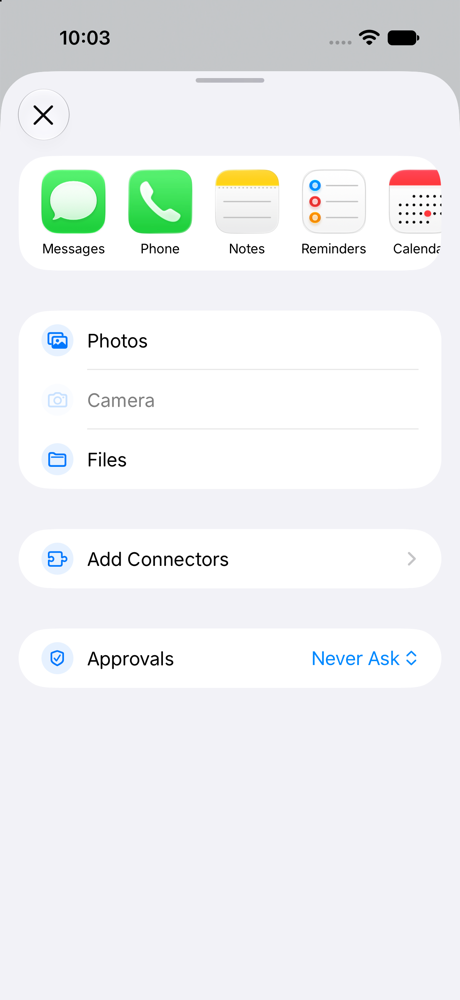 10:03
Messages
Phone
Notes
Reminders
Calenda
Photos
Camera
Files
Add Connectors
Approvals
Never Ask